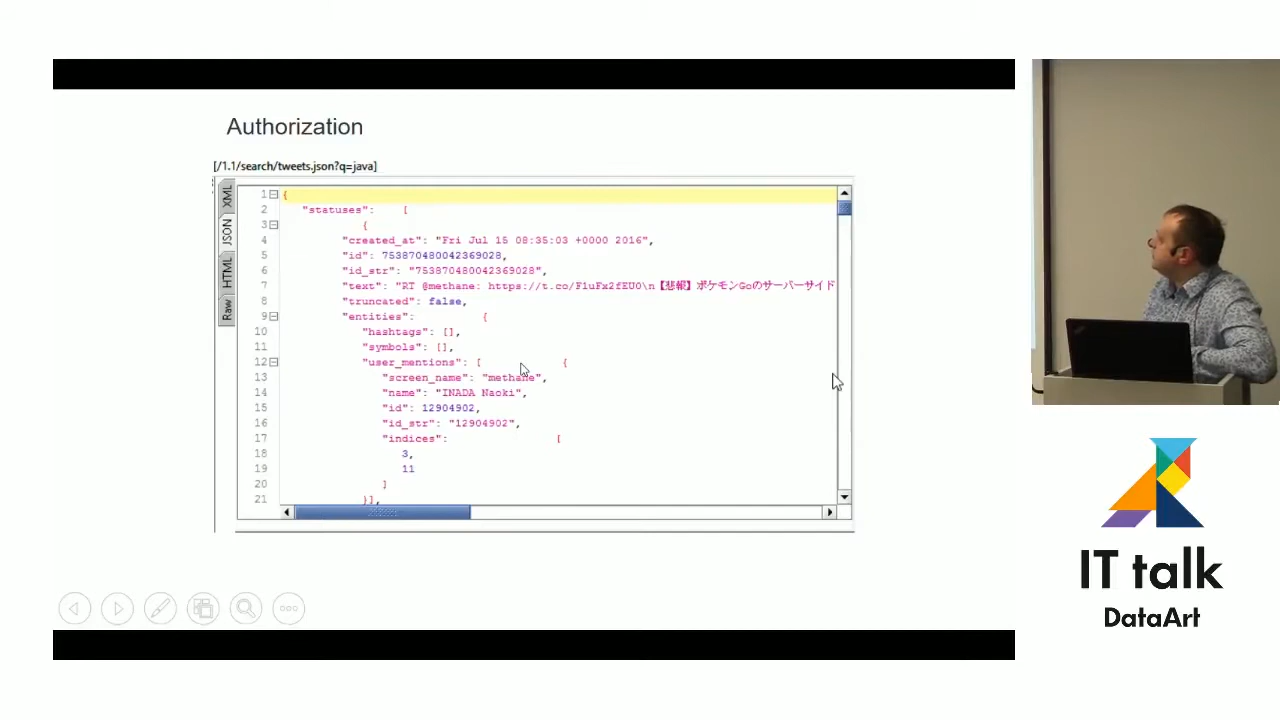 Authorization
[/1.1/search/tweets.json?q=java]
XML
JSON
HTML
Raw
1 {
2 "statuses": [
3 {
4 "created_at": "Fri Jul 15 08:35:03 +0000 2016",
5 "id": 753870480042369028,
6 "id_str": "753870480042369028",
7 "text": "RT @methane: https://t.co/F1uFx2fEU0\n【悲報】ポケモンGoのサーバーサイド
8 "truncated": false,
9 "entities": {
10 "hashtags": [],
11 "symbols": [],
12 "user_mentions": [ {
13 "screen_name": "methane",
14 "name": "INADA Naoki",
15 "id": 12904902,
16 "id_str": "12904902",
17 "indices": [
18 3,
19 11
20 ]
21 }],
IT talk
DataArt